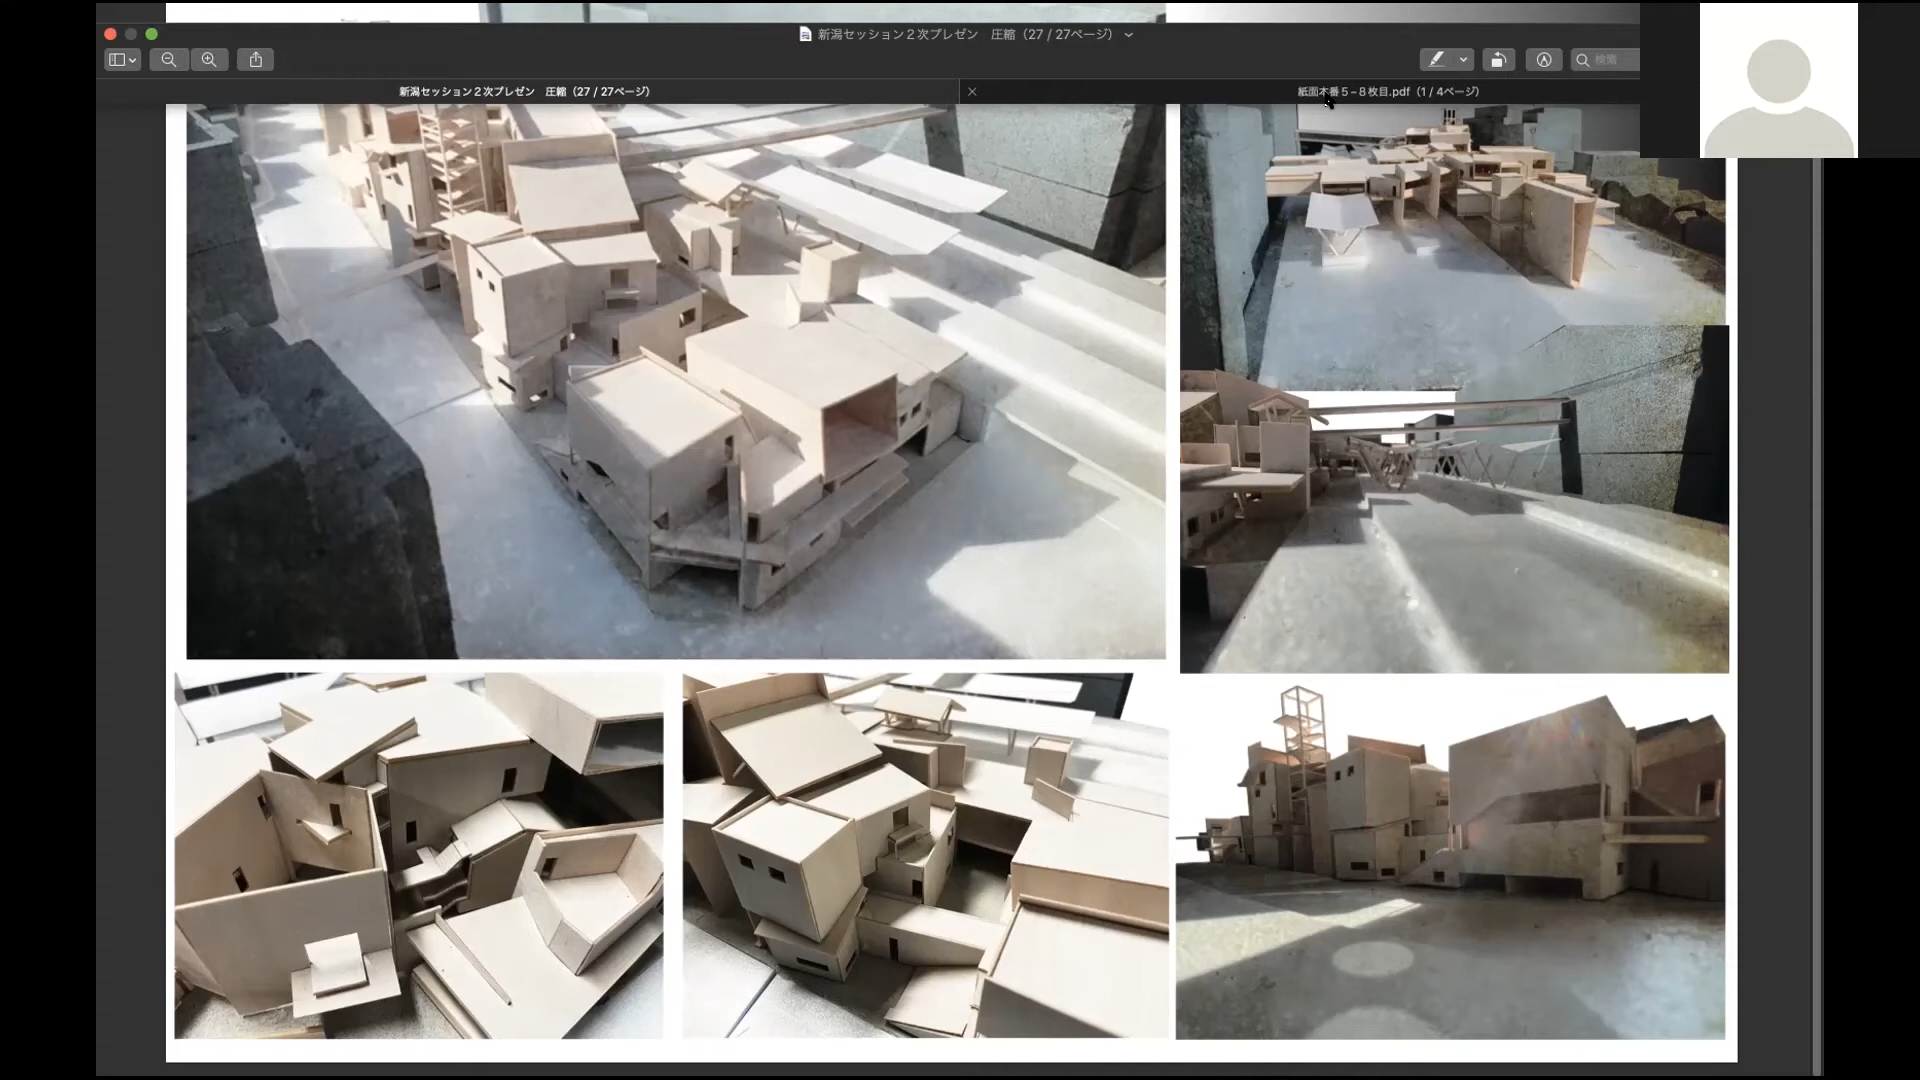 新潟セッション２次プレゼン　圧縮（27 / 27ページ）
検索
新潟セッション２次プレゼン　圧縮（27 / 27ページ）
紙面本番５−８枚目.pdf（1 / 4ページ）